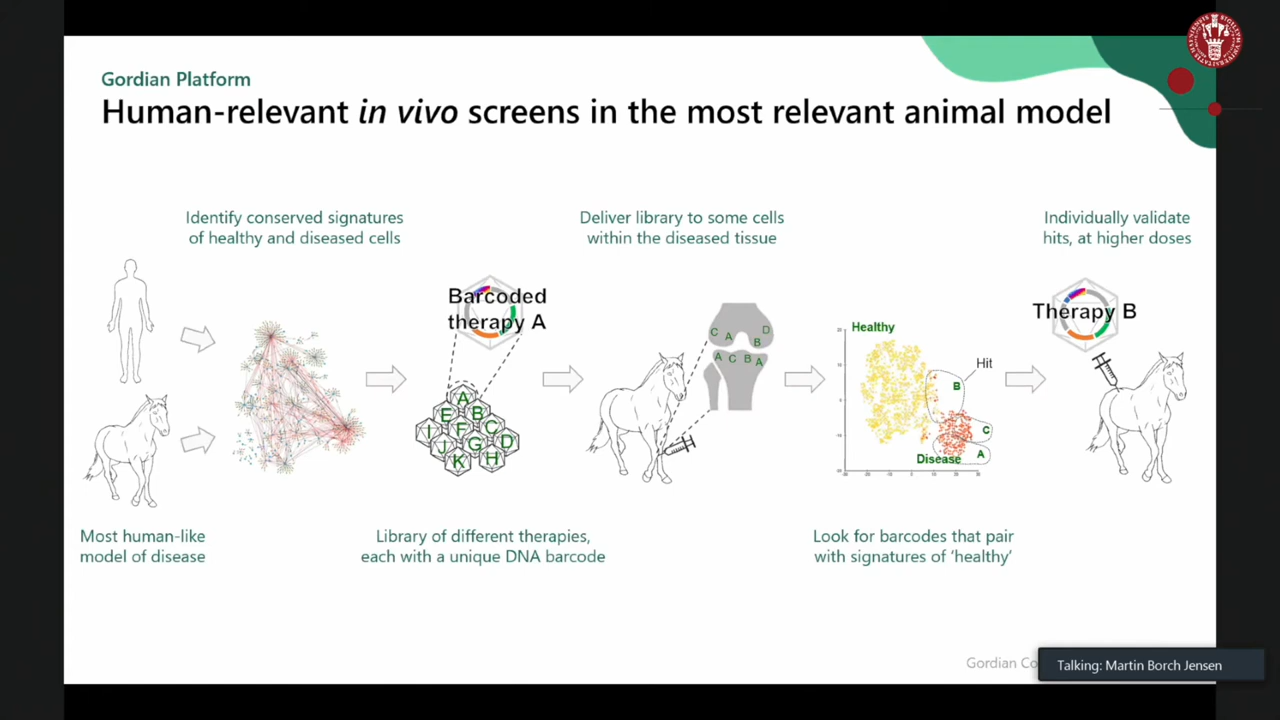 Gordian Platform
Human-relevant in vivo screens in the most relevant animal model
Identify conserved signatures
of healthy and diseased cells
Deliver library to some cells
within the diseased tissue
Individually validate
hits, at higher doses
Barcoded
therapy A
Therapy B
C A B D
A C B A
Healthy
Hit
B
C
A
Disease
A
E B
I F C
J G D
K H
Most human-like
model of disease
Library of different therapies,
each with a unique DNA barcode
Look for barcodes that pair
with signatures of ‘healthy’
Gordian Co
Talking: Martin Borch Jensen